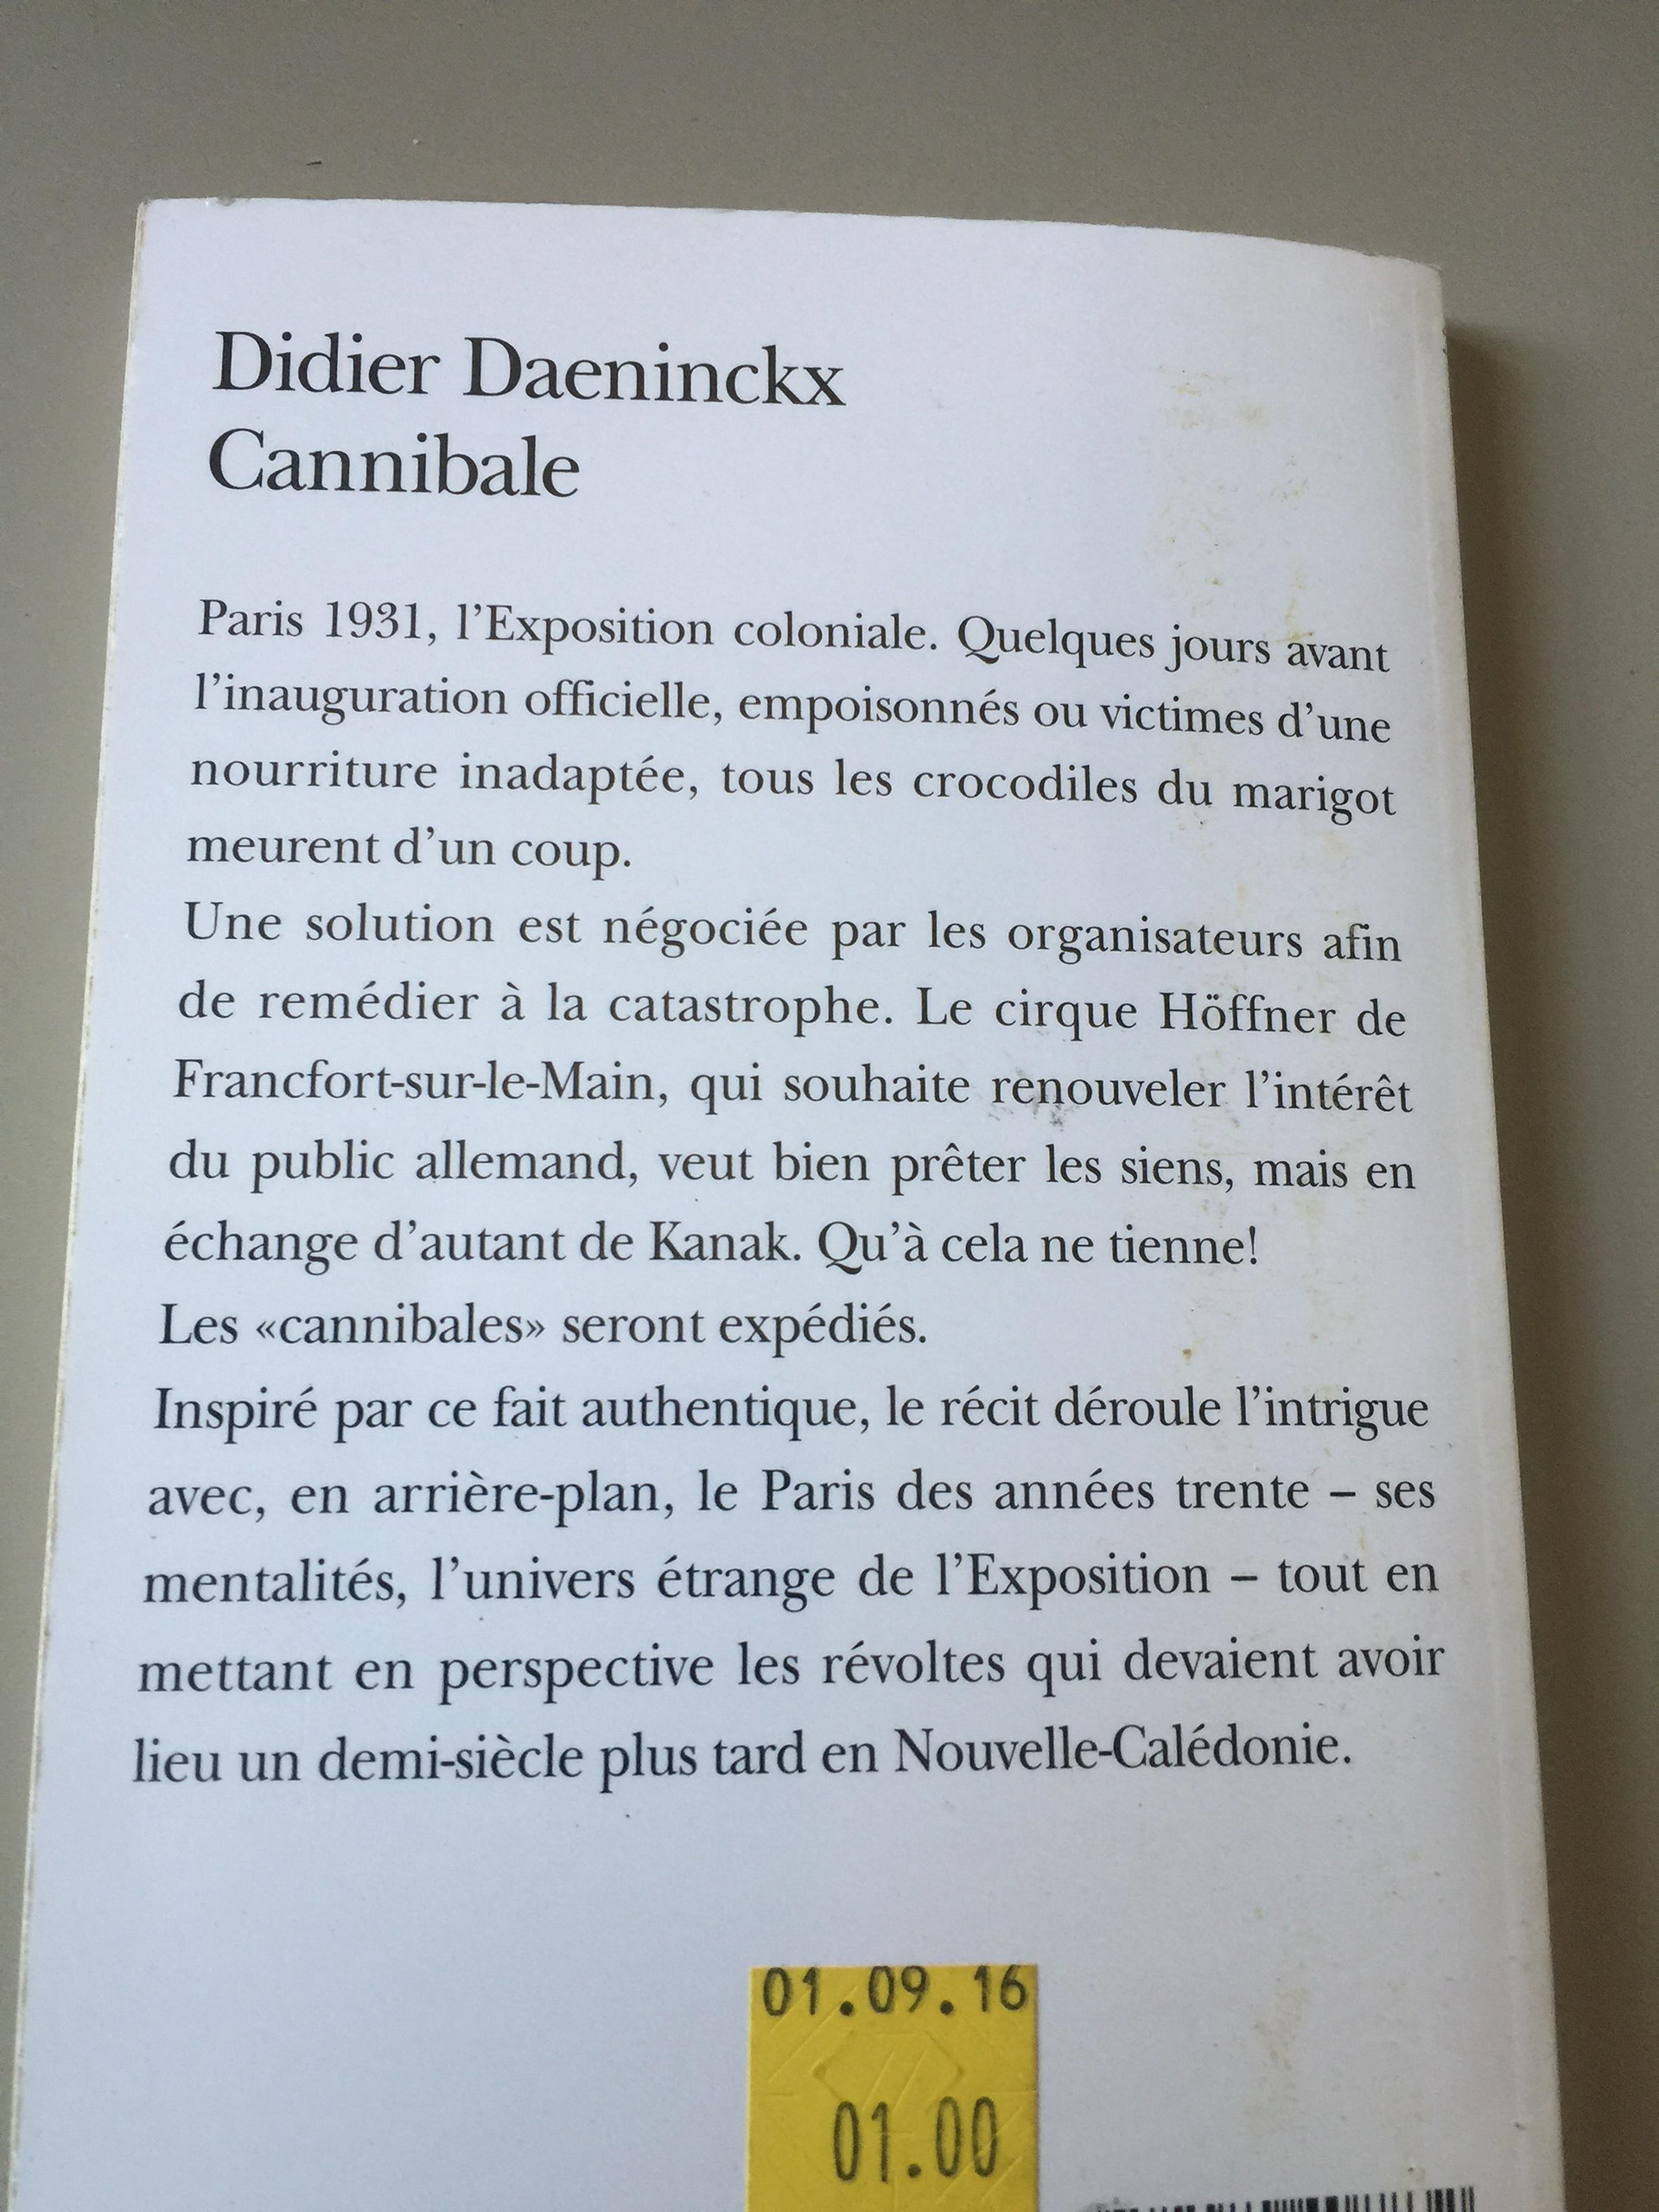 Didier Daeninckx
Cannibale
Paris 1931, l'Exposition coloniale. Quelques jours avant
l'inauguration officielle, empoisonnés ou victimes d'une
nourriture inadaptée, tous les crocodiles du marigot
meurent d'un coup.
Une solution est négociée par les organisateurs afin
de remédier à la catastrophe. Le cirque Höffner de
Francfort-sur-le-Main, qui souhaite renouveler l'intérêt
du public allemand, veut bien prêter les siens, mais en
échange d'autant de Kanak. Qu'à cela ne tienne!
Les «cannibales» seront expédiés.
Inspiré par ce fait authentique, le récit déroule l'intrigue
avec, en arrière-plan, le Paris des années trente – ses
mentalités, l'univers étrange de l'Exposition – tout en
mettant en perspective les révoltes qui devaient avoir
lieu un demi-siècle plus tard en Nouvelle-Calédonie.
01.09.16
01.00